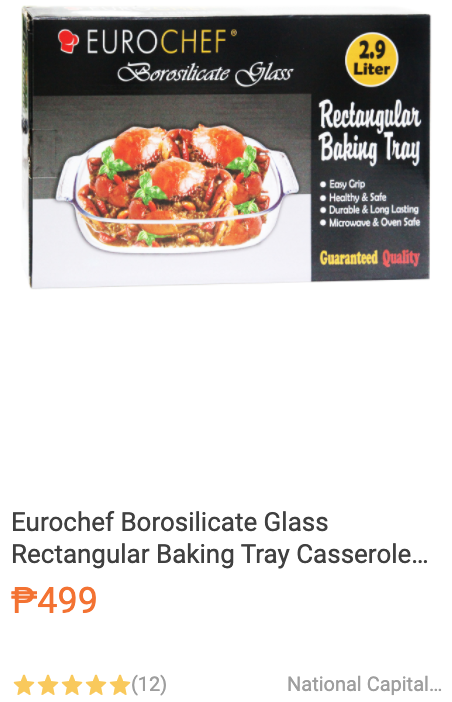 EUROCHEF®
Borosilicate Glass
2.9
Liter
Rectangular
Baking Tray
• Easy Grip
• Healthy & Safe
• Durable & Long Lasting
• Microwave & Oven Safe
Guaranteed Quality
Eurochef Borosilicate Glass
Rectangular Baking Tray Casserole...
₱499
(12)
National Capital...